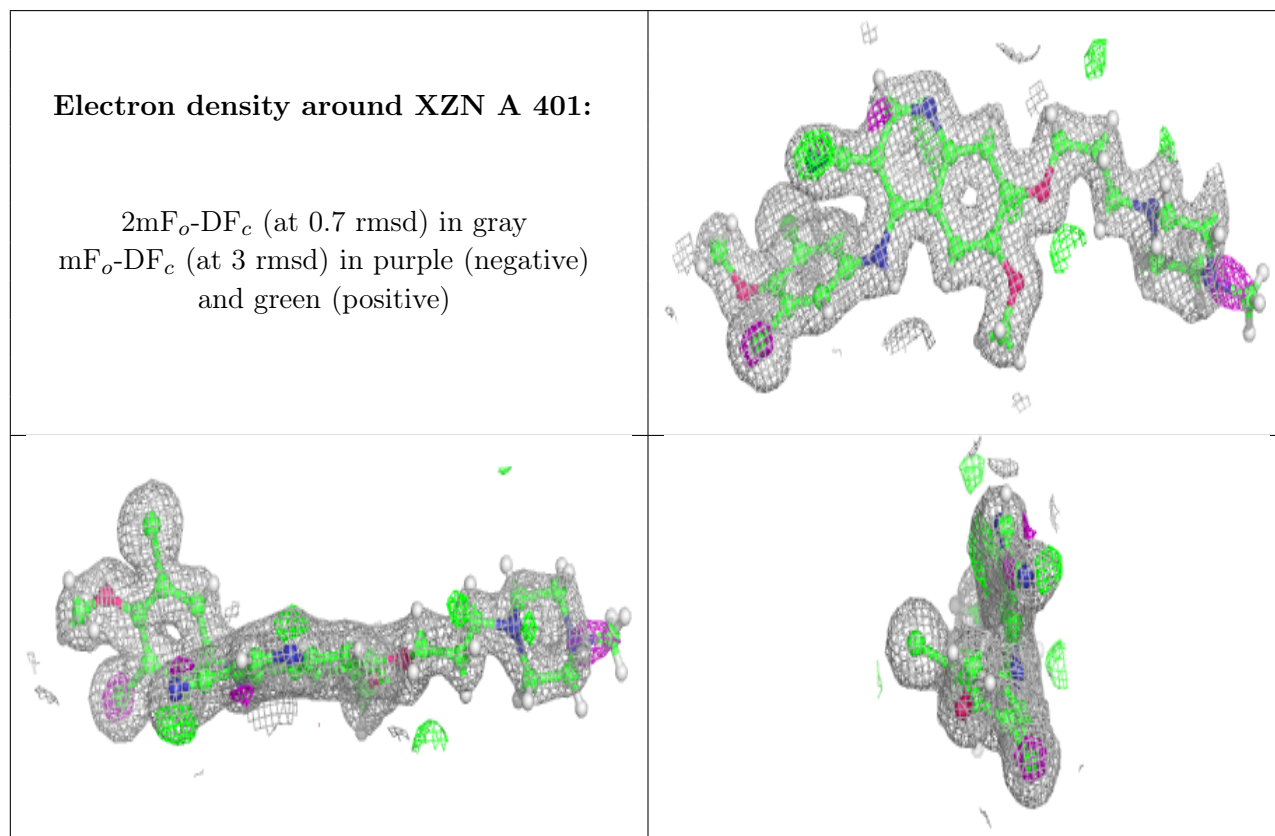 Electron density around XZN A 401:
2mFo-DFc (at 0.7 rmsd) in gray
mFo-DFc (at 3 rmsd) in purple (negative)
and green (positive)